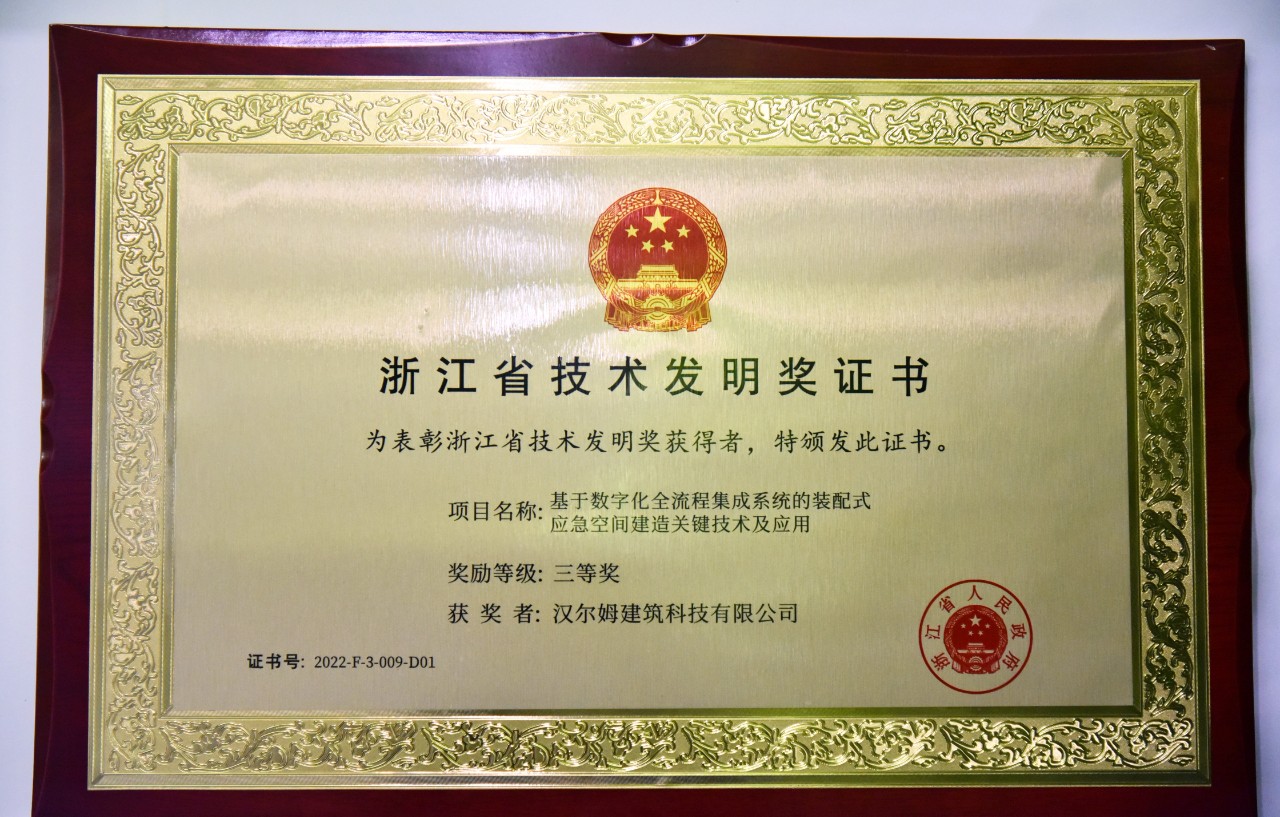 浙江省技术发明奖证书
为表彰浙江省技术发明奖获得者，特颁发此证书。
项目名称: 基于数字化全流程集成系统的装配式
应急空间建造关键技术及应用
奖励等级: 三等奖
获 奖 者: 汉尔姆建筑科技有限公司
浙江省人民政府
证书号: 2022-F-3-009-D01